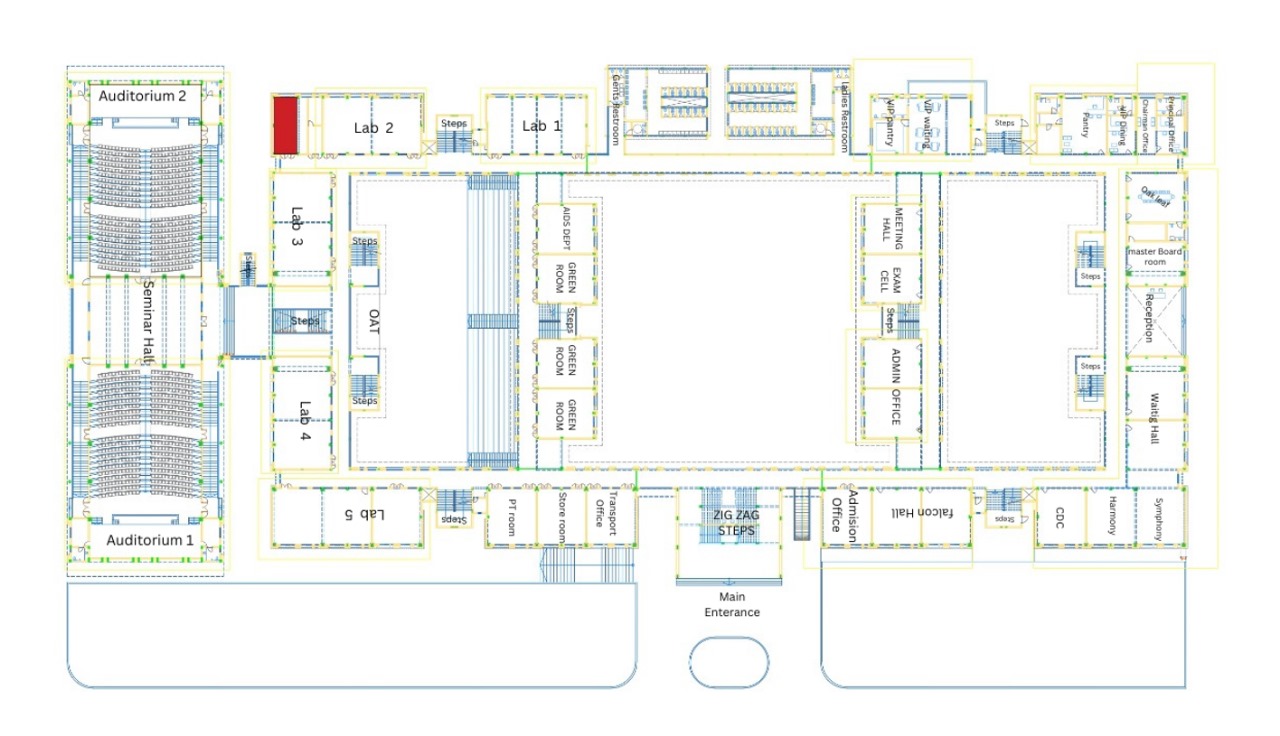 Auditorium 2
Lab 2
Steps
Lab 1
Gents Restroom
Ladies Restroom
VIP pantry
VIP waiting
Steps
Pantry
VIP Dining
Chairman Office
Principal Office
Lab 3
Steps
OAT
Steps
AIDS DEPT
GREEN
ROOM
Steps
GREEN
ROOM
GREEN
ROOM
MEETING
HALL
EXAM
CELL
Steps
ADMIN OFFICE
Steps
Steps
Oak leaf
master Board
room
Reception
Waitig Hall
Seminar Hall
Steps
Steps
Lab 4
Auditorium 1
Lab 5
Steps
PT room
Store room
Transport
Office
ZIG ZAG
STEPS
Admision
Office
falcon Hall
Steps
CDC
Harmony
Symphony
Main
Enterance